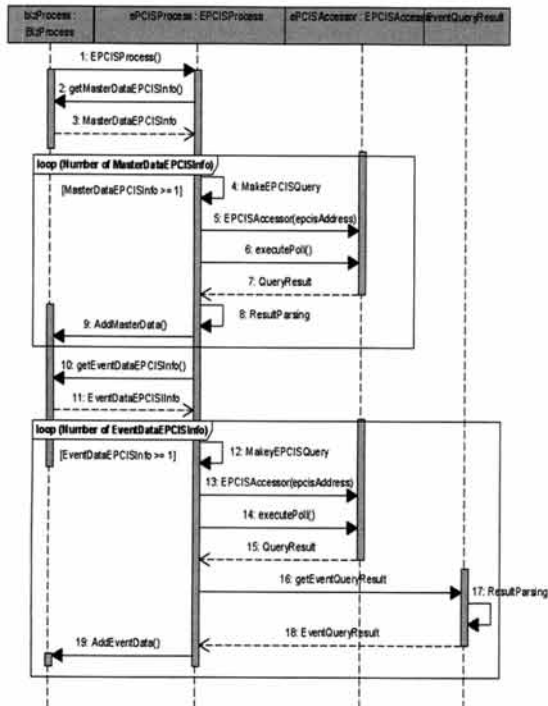 bizProcess :
BizProcess
ePCISProcess : EPCISProcess
ePCISAccessor : EPCISAccess
EventQueryResult
1: EPCISProcess()
2: getMasterDataEPCISInfo()
3: MasterDataEPCISInfo
loop (Number of MasterDataEPCISInfo)
[MasterDataEPCISInfo >= 1]
4: MakeEPCISQuery
5: EPCISAccessor(epcisAddress)
6: executePoll()
7: QueryResult
8: ResultParsing
9: AddMasterData()
10: getEventDataEPCISInfo()
11: EventDataEPCISIInfo
loop (Number of EventDataEPCISInfo)
[EventDataEPCISInfo >= 1]
12: MakeyEPCISQuery
13: EPCISAccessor(epcisAddress)
14: executePoll()
15: QueryResult
16: getEventQueryResult
17: ResultParsing
18: EventQueryResult
19: AddEventData()